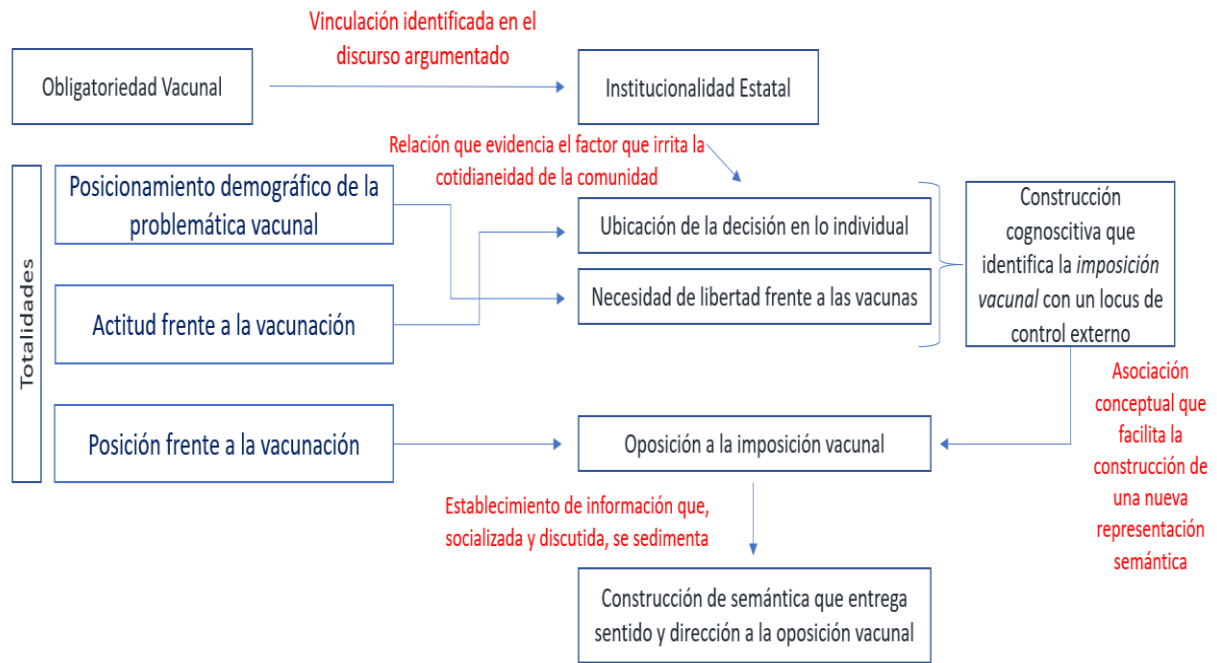 Vinculación identificada en el
discurso argumentado
Obligatoriedad Vacunal
Institucionalidad Estatal
Relación que evidencia el factor que irrita la
cotidianeidad de la comunidad
Totalidades
Posicionamiento demográfico de la
problemática vacunal
Ubicación de la decisión en lo individual
Necesidad de libertad frente a las vacunas
Construcción
cognoscitiva que
identifica la imposición
vacunal con un locus de
control externo
Actitud frente a la vacunación
Asociación
conceptual que
facilita la
construcción de
una nueva
representación
semántica
Posición frente a la vacunación
Oposición a la imposición vacunal
Establecimiento de información que,
socializada y discutida, se sedimenta
Construcción de semántica que entrega
sentido y dirección a la oposición vacunal